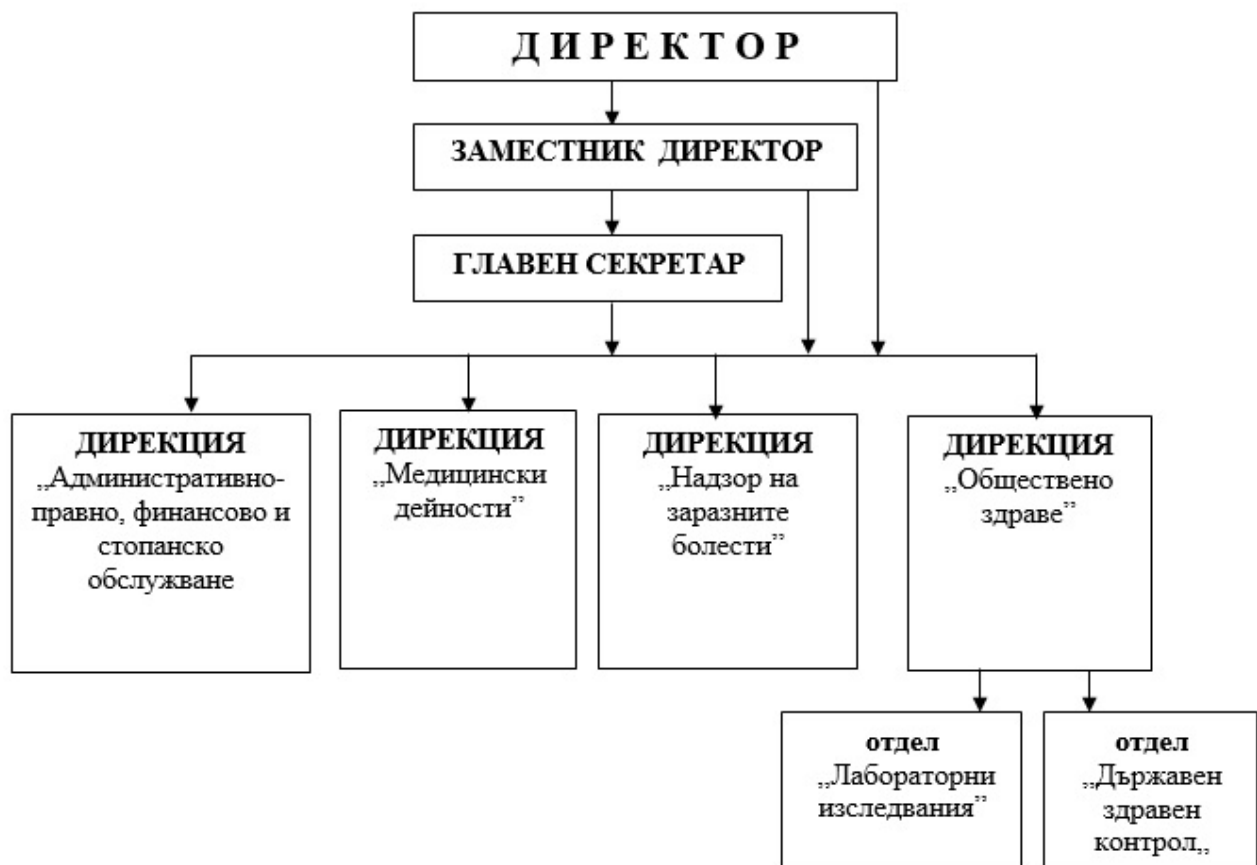 Д И Р Е К Т О Р
ЗАМЕСТНИК ДИРЕКТОР
ГЛАВЕН СЕКРЕТАР
ДИРЕКЦИЯ
„Административно-
правно, финансово и
стопанско
обслужване
ДИРЕКЦИЯ
„Медицински
дейности”
ДИРЕКЦИЯ
„Надзор на
заразните
болести”
ДИРЕКЦИЯ
„Обществено
здраве”
отдел
„Лабораторни
изследвания”
отдел
„Държавен
здравен
контрол„